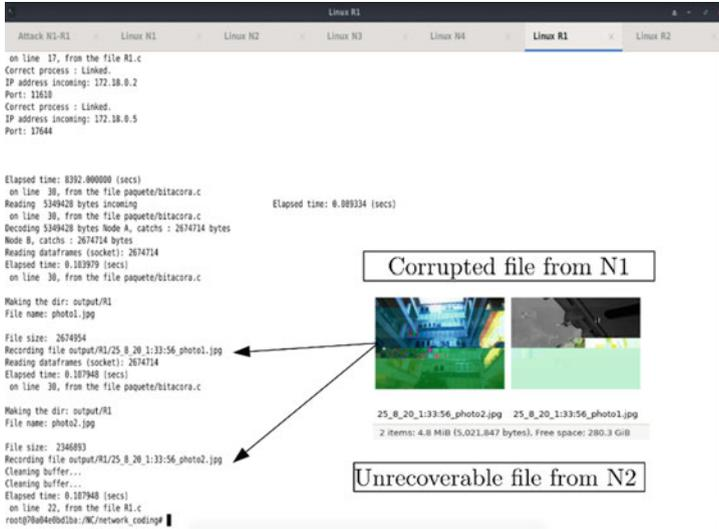 Linux R1
Attack N1-R1 Linux N1 Linux N2 Linux N3 Linux N4 Linux R1 Linux R2
on line 17, from the file R1.c
Correct process : Linked.
IP address incoming: 172.18.0.2
Port: 11610
Correct process : Linked.
IP address incoming: 172.18.0.5
Port: 17644
Elapsed time: 8392.000000 (secs)
on line 30, from the file paquete/bitacora.c
Reading 5349428 bytes incoming Elapsed time: 0.089334 (secs)
on line 30, from the file paquete/bitacora.c
Decoding 5349428 bytes Node A, catchs : 2674714 bytes
Node B, catchs : 2674714 bytes
Reading dataframes (socket): 2674714
Elapsed time: 0.103979 (secs)
on line 30, from the file paquete/bitacora.c
Making the dir: output/R1
File name: photo1.jpg
File size: 2674954
Recording file output/R1/25_8_20_1:33:56_photo1.jpg
Reading dataframes (socket): 2674714
Elapsed time: 0.107948 (secs)
on line 30, from the file paquete/bitacora.c
Making the dir: output/R1
File name: photo2.jpg
File size: 2346893
Recording file output/R1/25_8_20_1:33:56_photo2.jpg
Cleaning buffer...
Cleaning buffer...
Elapsed time: 0.107948 (secs)
on line 22, from the file R1.c
root@70a04e0bd1ba:/NC/network_coding#
Corrupted file from N1
25_8_20_1:33:56_photo2.jpg 25_8_20_1:33:56_photo1.jpg
2 items: 4.8 MiB (5,021,847 bytes), Free space: 280.3 GiB
Unrecoverable file from N2